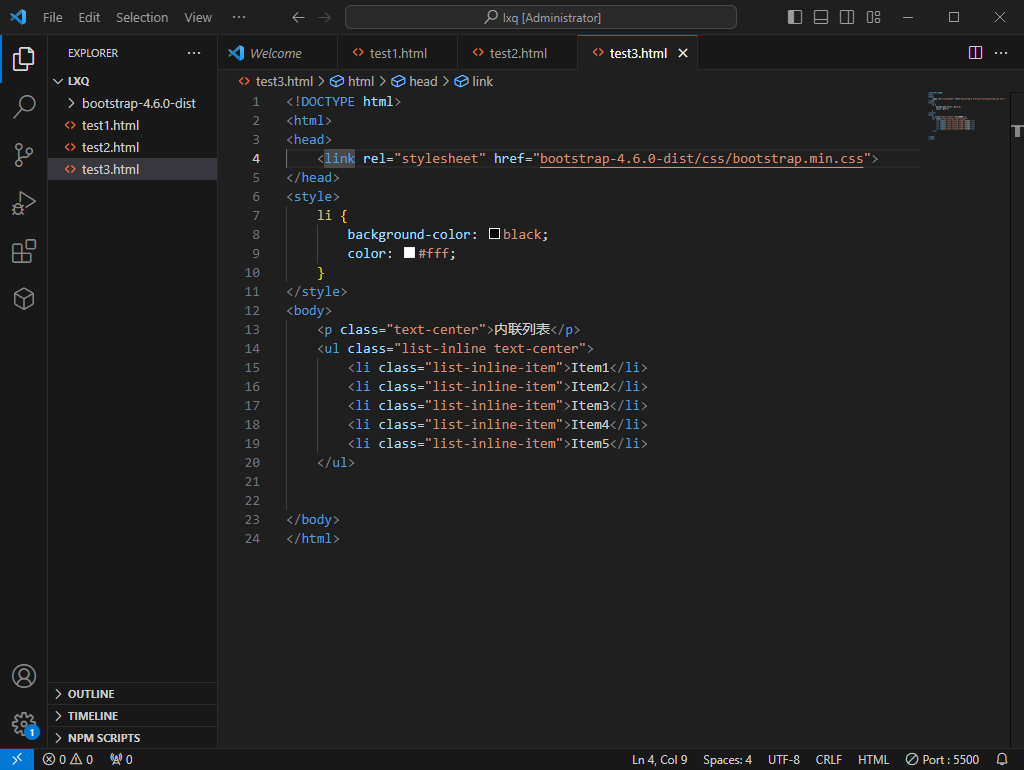 File Edit Selection View ··· lxq [Administrator]
EXPLORER ···
Welcome test1.html test2.html test3.html
LXQ
bootstrap-4.6.0-dist
test1.html
test2.html
test3.html
test3.html > html > head > link
1 <!DOCTYPE html>
2 <html>
3 <head>
4 <link rel="stylesheet" href="bootstrap-4.6.0-dist/css/bootstrap.min.css">
5 </head>
6 <style>
7 li {
8 background-color: black;
9 color: #fff;
10 }
11 </style>
12 <body>
13 <p class="text-center">内联列表</p>
14 <ul class="list-inline text-center">
15 <li class="list-inline-item">Item1</li>
16 <li class="list-inline-item">Item2</li>
17 <li class="list-inline-item">Item3</li>
18 <li class="list-inline-item">Item4</li>
19 <li class="list-inline-item">Item5</li>
20 </ul>
21
22
23 </body>
24 </html>
OUTLINE
TIMELINE
NPM SCRIPTS
1
0 0 0 Ln 4, Col 9 Spaces: 4 UTF-8 CRLF HTML Port : 5500